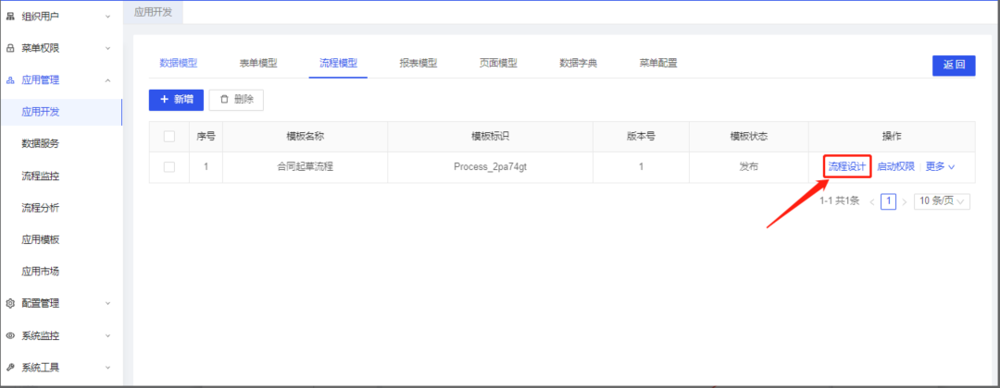 组织用户
菜单权限
应用管理
应用开发
数据服务
流程监控
流程分析
应用模板
应用市场
配置管理
系统监控
系统工具
应用开发
数据模型 表单模型 流程模型 报表模型 页面模型 数据字典 菜单配置
返 回
+ 新增 删除
序号 模板名称 模板标识 版本号 模板状态 操作
1 合同起草流程 Process_2pa74gt 1 发布 流程设计 启动权限 更多
1-1 共1条 1 10 条/页